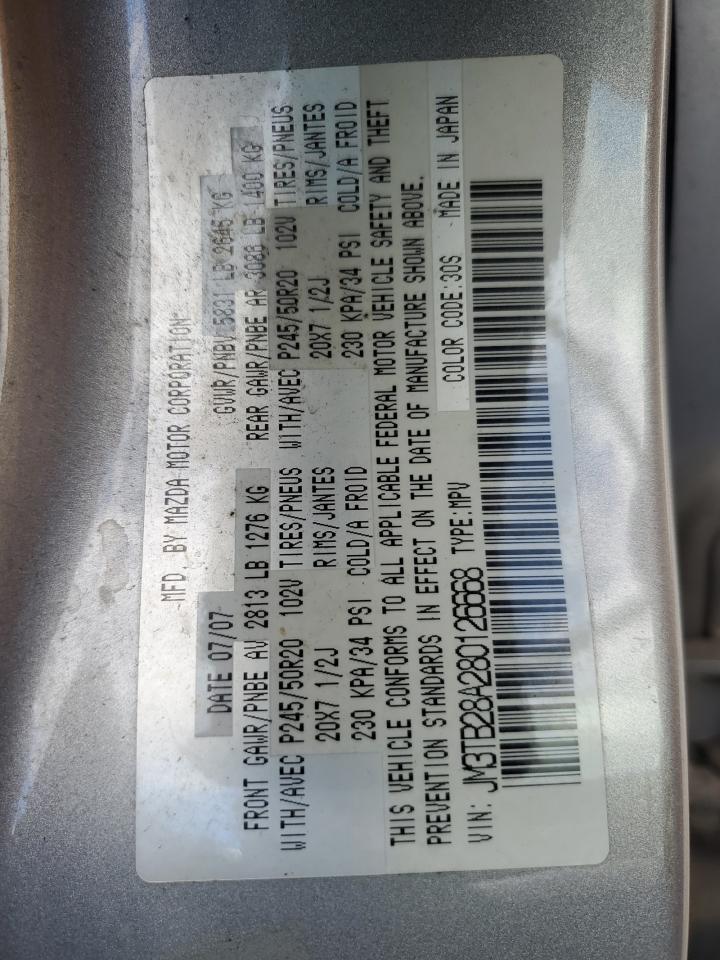 MFD. BY MAZDA MOTOR CORPORATION
DATE 07/07 GVWR/PNBV 5831 LB 2645 KG
FRONT GAWR/PNBE AV 2813 LB 1276 KG REAR GAWR/PNBE AR 3086 LB 1400 KG
WITH/AVEC P245/50R20 102V TIRES/PNEUS WITH/AVEC P245/50R20 102V TIRES/PNEUS
20X7 1/2J RIMS/JANTES 20X7 1/2J RIMS/JANTES
230 KPA/34 PSI COLD/A FROID 230 KPA/34 PSI COLD/A FROID
THIS VEHICLE CONFORMS TO ALL APPLICABLE FEDERAL MOTOR VEHICLE SAFETY AND THEFT
PREVENTION STANDARDS IN EFFECT ON THE DATE OF MANUFACTURE SHOWN ABOVE.
VIN: JM3TB28A280126668 TYPE:MPV COLOR CODE:30S MADE IN JAPAN